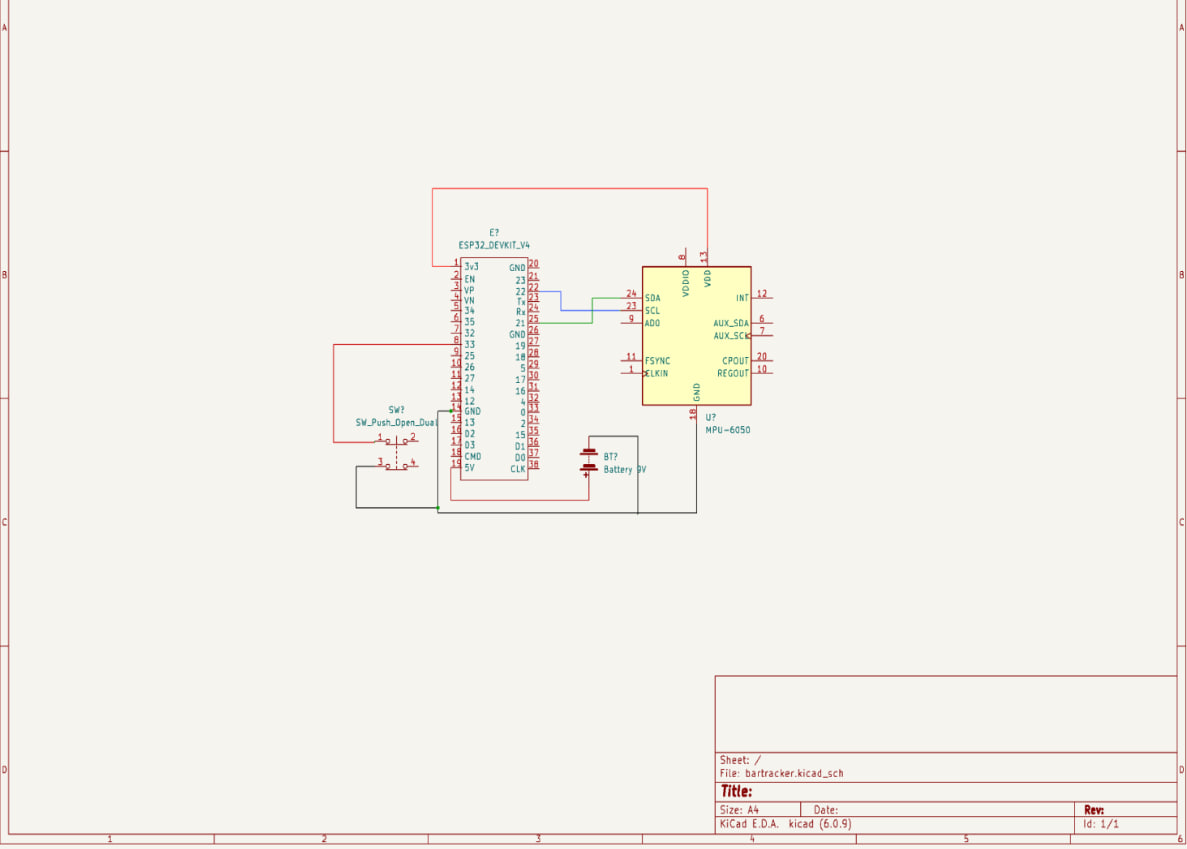 A
A
B
B
C
C
D
D
E?
ESP32_DEVKIT_V4
1 3v3
2 EN
3 VP
4 VN
5 34
6 35
7 32
8 33
9 25
10 26
11 27
12 14
13 12
14 GND
15 13
16 D2
17 D3
18 CMD
19 5V
GND 20
23 21
22 22
Tx 23
Rx 24
21 25
GND 26
19 27
18 28
5 29
17 30
16 31
4 32
0 33
2 34
15 35
D1 36
D0 37
CLK 38
8 VDDIO
13 VDD
24 SDA
23 SCL
9 AD0
11 FSYNC
1 CLKIN
INT 12
AUX_SDA 6
AUX_SCL 7
CPOUT 20
REGOUT 10
GND 18
U?
MPU-6050
SW?
SW_Push_Open_Dual
1 2
3 4
BT?
Battery 9V
+
Sheet: /
File: bartracker.kicad_sch
Title:
Size: A4 Date: Rev:
KiCad E.D.A. kicad (6.0.9) Id: 1/1
1 2 3 4 5 6